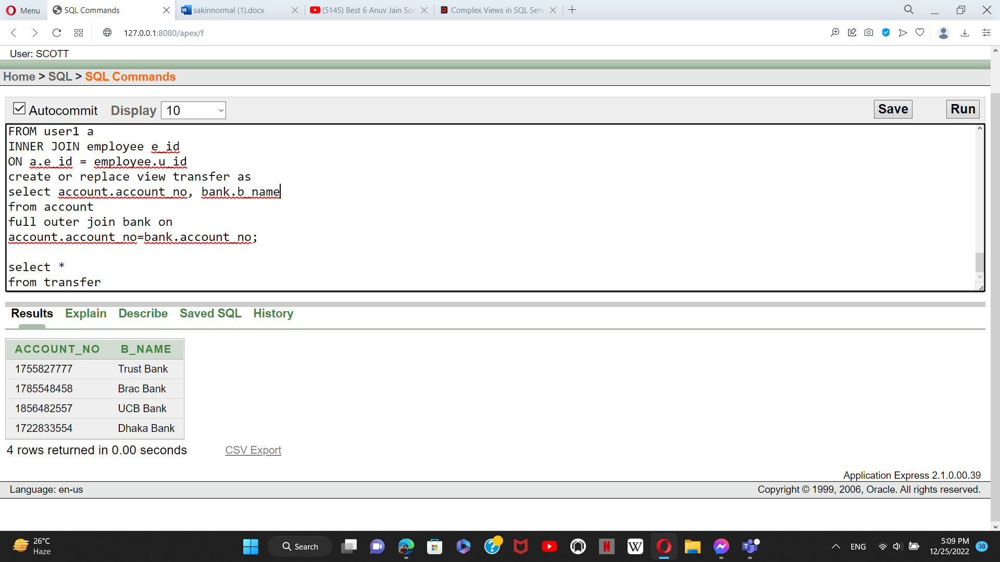 Menu
SQL Commands
sakinnormal (1).docx
(5145) Best 6 Anuv Jain Son
Complex Views in SQL Serv
127.0.0.1:8080/apex/f
User: SCOTT
Home > SQL > SQL Commands
Autocommit Display 10 Save Run
FROM user1 a
INNER JOIN employee e_id
ON a.e_id = employee.u_id
create or replace view transfer as
select account.account_no, bank.b_name
from account
full outer join bank on
account.account_no=bank.account_no;
select *
from transfer
Results Explain Describe Saved SQL History
ACCOUNT_NO B_NAME
1755827777 Trust Bank
1785548458 Brac Bank
1856482557 UCB Bank
1722833554 Dhaka Bank
4 rows returned in 0.00 seconds CSV Export
Application Express 2.1.0.00.39
Language: en-us Copyright © 1999, 2006, Oracle. All rights reserved.
26°C
Haze
Search
ENG
5:09 PM
12/25/2022
38